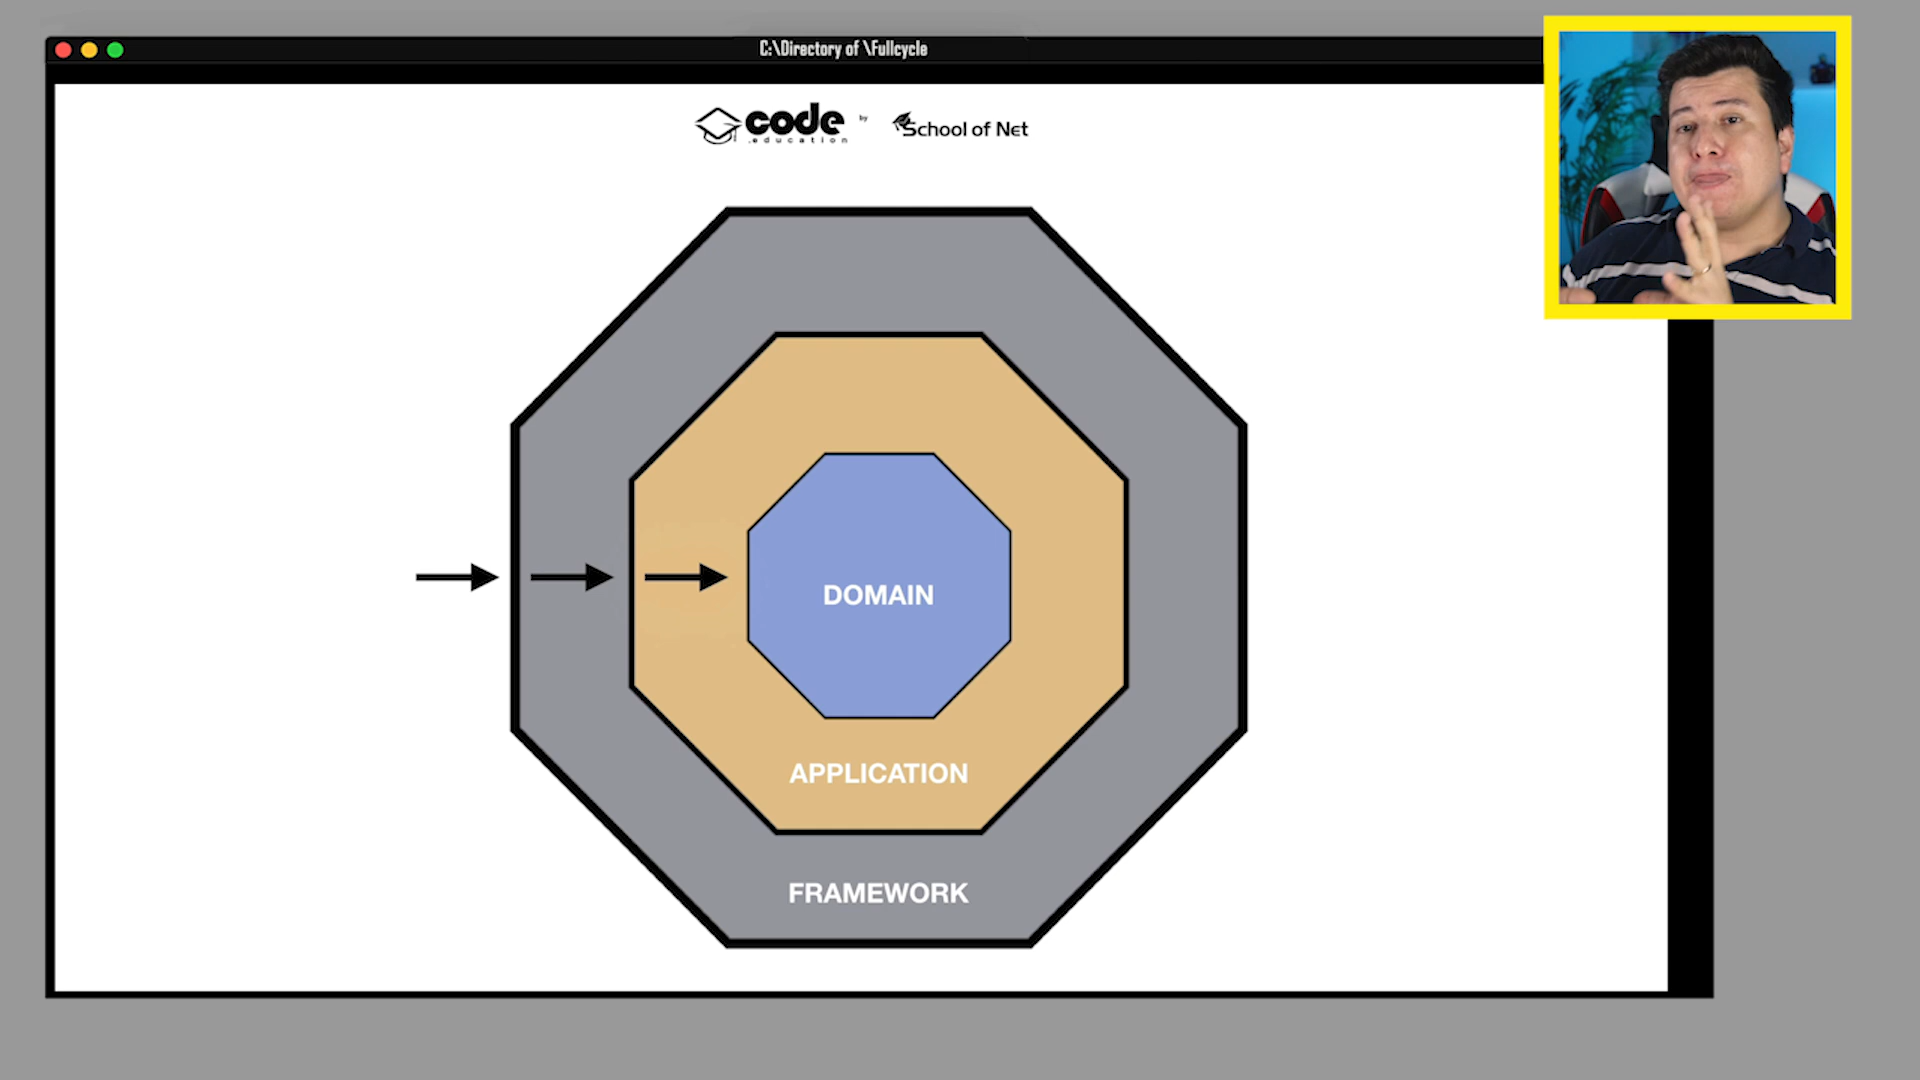 C:\Directory of \Fullcycle
code by School of Net
.education
DOMAIN
APPLICATION
FRAMEWORK